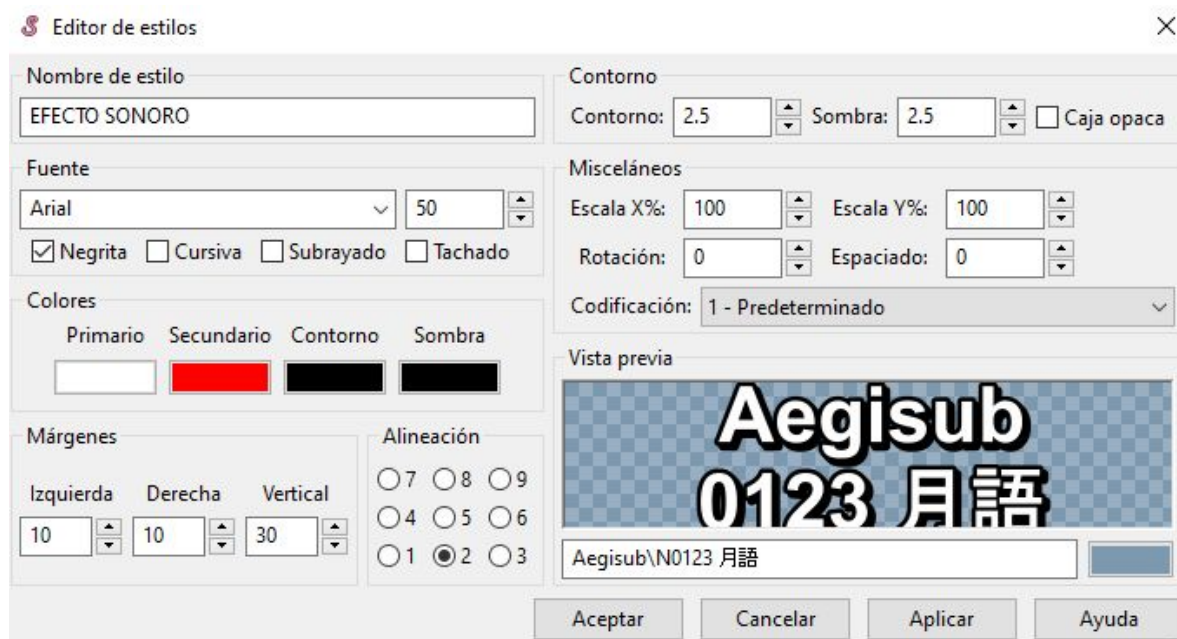 Editor de estilos
Nombre de estilo
EFECTO SONORO
Fuente
Arial 50
Negrita Cursiva Subrayado Tachado
Colores
Primario Secundario Contorno Sombra
Márgenes
Izquierda Derecha Vertical
10 10 30
Alineación
7 8 9
4 5 6
1 2 3
Contorno
Contorno: 2.5 Sombra: 2.5 Caja opaca
Misceláneos
Escala X%: 100 Escala Y%: 100
Rotación: 0 Espaciado: 0
Codificación: 1 - Predeterminado
Vista previa
Aegisub
0123 月語
Aegisub\N0123 月語
Aceptar Cancelar Aplicar Ayuda